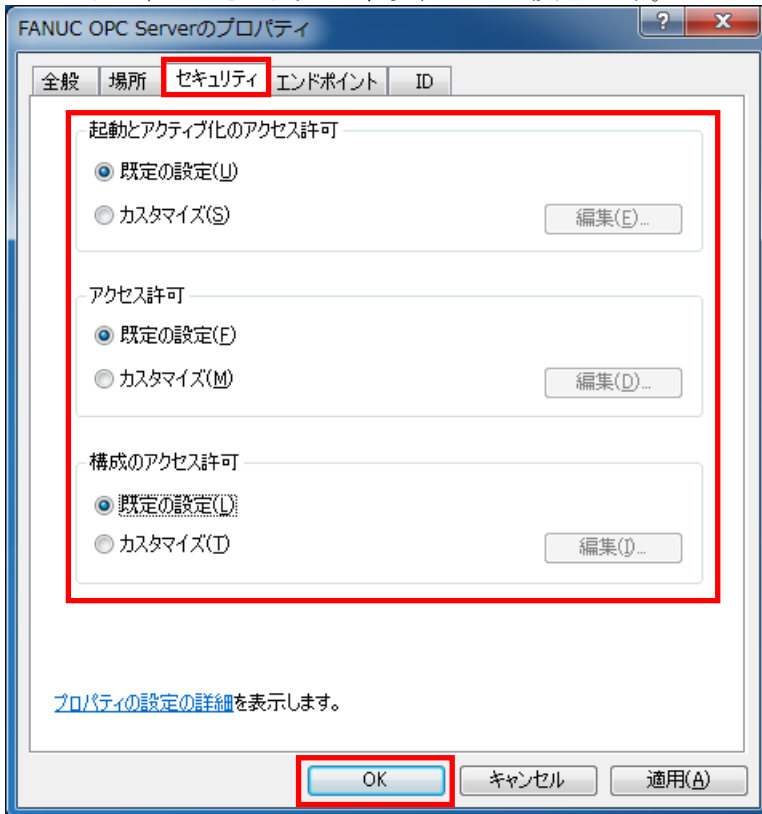 FANUC OPC Serverのプロパティ
全般 場所 セキュリティ エンドポイント ID
起動とアクティブ化のアクセス許可
既定の設定(U)
カスタマイズ(S) 編集(E)...
アクセス許可
既定の設定(F)
カスタマイズ(M) 編集(D)...
構成のアクセス許可
既定の設定(L)
カスタマイズ(T) 編集(I)...
プロパティの設定の詳細を表示します。
OK キャンセル 適用(A)